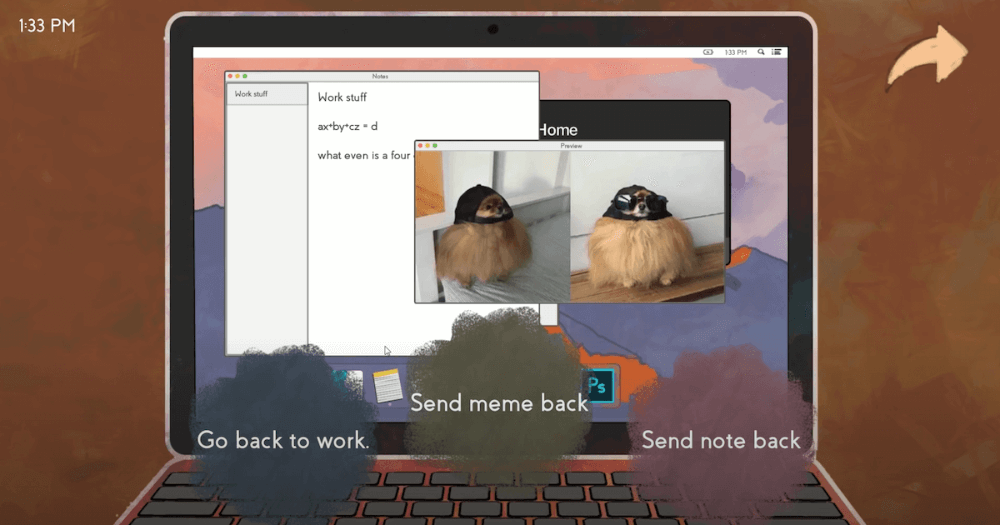 1:33 PM
1:33 PM
Notes
Work stuff
Work stuff
ax+by+cz = d
what even is a four
Home
Preview
Ps
Send meme back
Go back to work.
Send note back